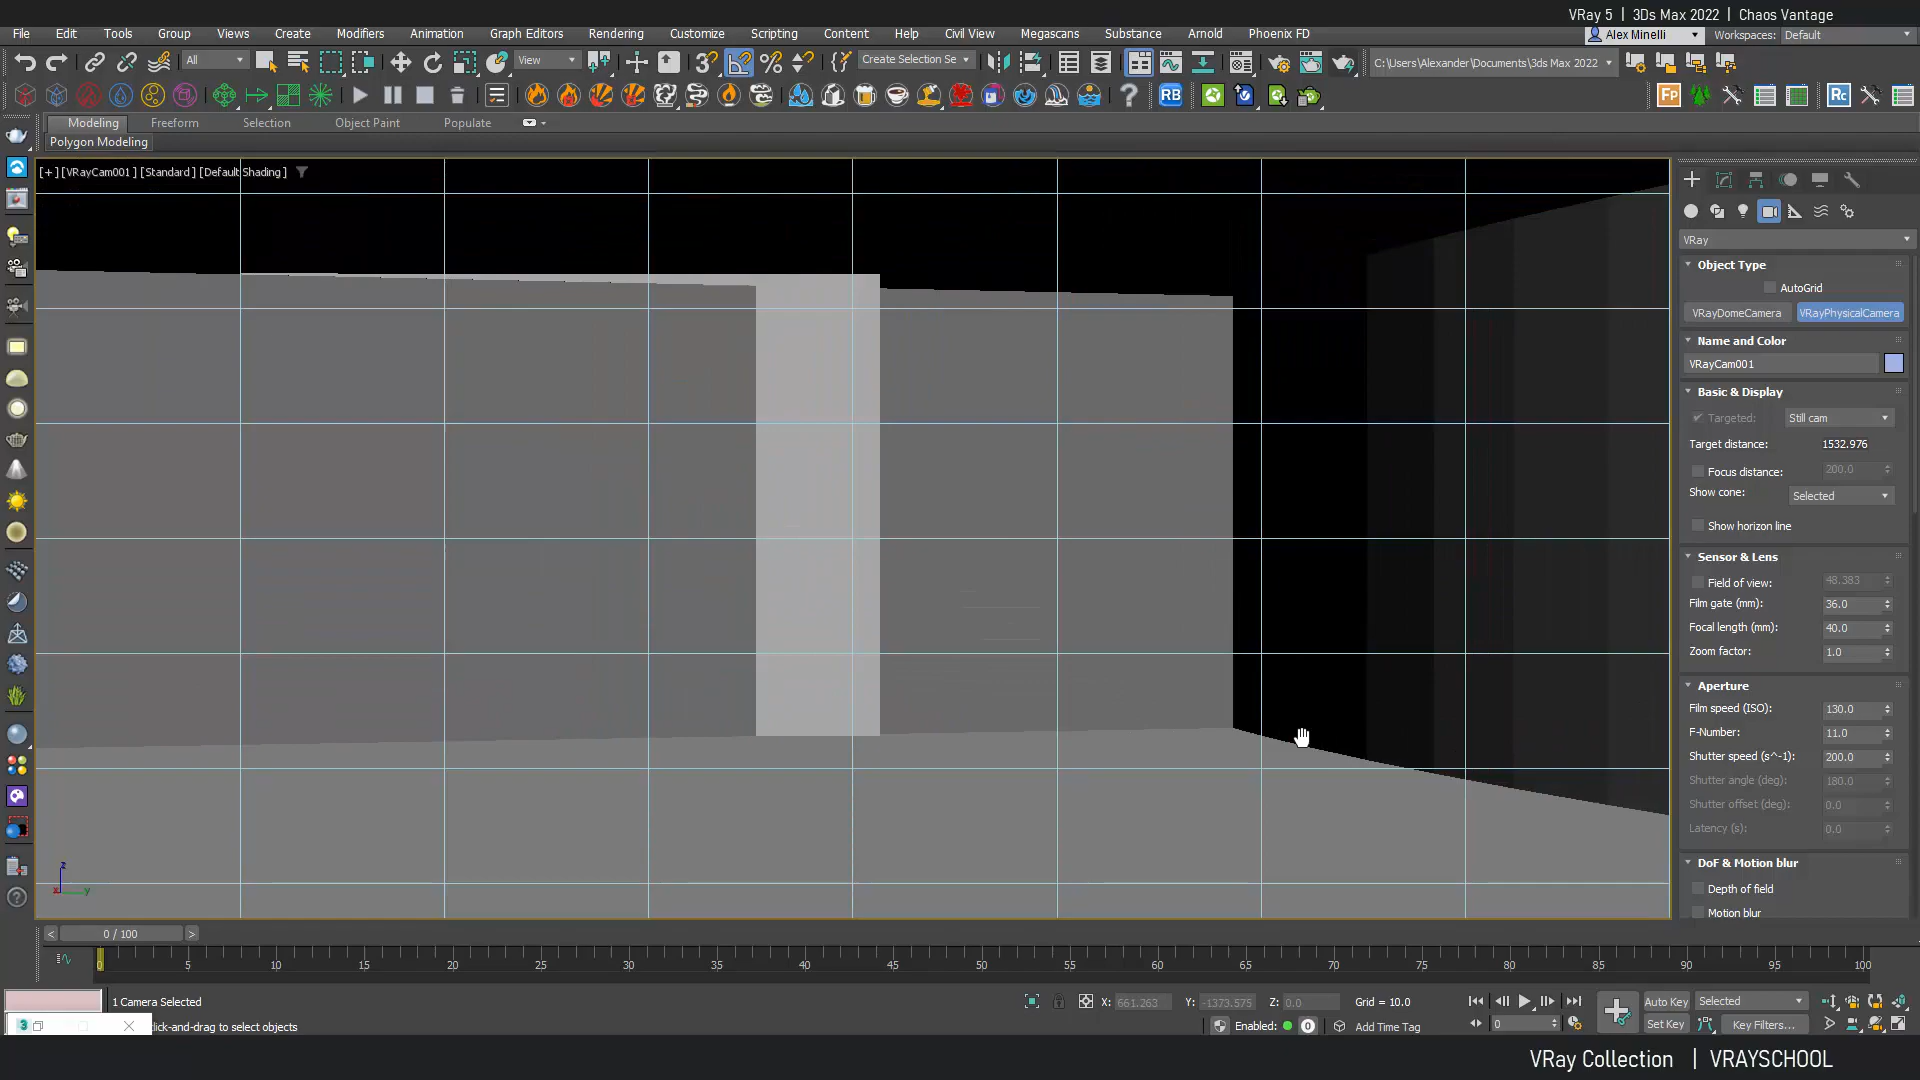 VRay 5 | 3Ds Max 2022 | Chaos Vantage
File Edit Tools Group Views Create Modifiers Animation Graph Editors Rendering Customize Scripting Content Help Civil View Megascans Substance Arnold Phoenix FD
Alex Minelli Workspaces: Default
All View Create Selection Se C:\Users\Alexander\Documents\3ds Max 2022
RB Fp Rc
Modeling Freeform Selection Object Paint Populate
Polygon Modeling
[+] [VRayCam001] [Standard] [Default Shading]
VRay
Object Type
AutoGrid
VRayDomeCamera VRayPhysicalCamera
Name and Color
VRayCam001
Basic & Display
Targeted: Still cam
Target distance: 1532.976
Focus distance: 200.0
Show cone: Selected
Show horizon line
Sensor & Lens
Field of view: 48.383
Film gate (mm): 36.0
Focal length (mm): 40.0
Zoom factor: 1.0
Aperture
Film speed (ISO): 130.0
F-Number: 11.0
Shutter speed (s^-1): 200.0
Shutter angle (deg): 180.0
Shutter offset (deg): 0.0
Latency (s): 0.0
DoF & Motion blur
Depth of field
Motion blur
z
x y
< 0 / 100 >
0 5 10 15 20 25 30 35 40 45 50 55 60 65 70 75 80 85 90 95 100
1 Camera Selected X: 661.263 Y: -1373.575 Z: 0.0 Grid = 10.0 Auto Key Selected
3 click-and-drag to select objects Enabled: 0 Add Time Tag 0 Set Key Key Filters...
VRay Collection | VRAYSCHOOL